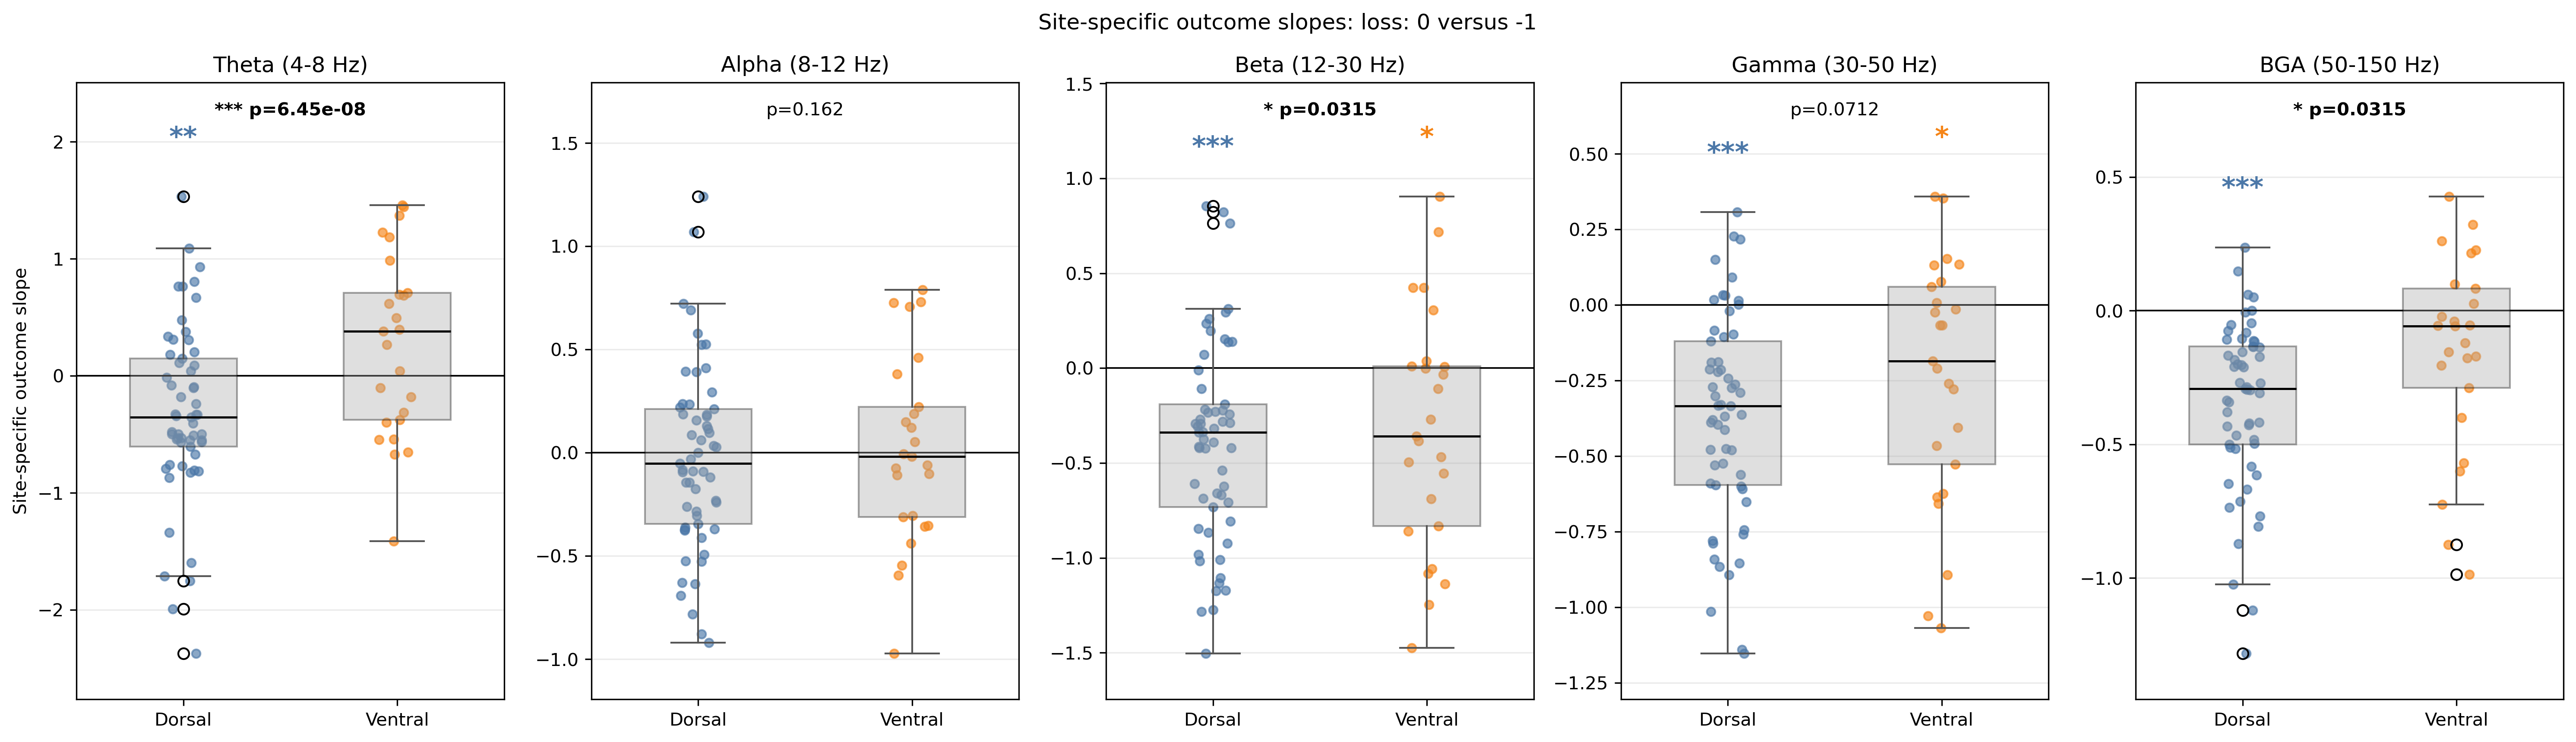 Site-specific outcome slopes: loss: 0 versus -1
Theta (4-8 Hz)
*** p=6.45e-08
**
Site-specific outcome slope
2
1
0
−1
−2
Dorsal
Ventral
Alpha (8-12 Hz)
p=0.162
1.5
1.0
0.5
0.0
−0.5
−1.0
Dorsal
Ventral
Beta (12-30 Hz)
* p=0.0315
***
*
1.5
1.0
0.5
0.0
−0.5
−1.0
−1.5
Dorsal
Ventral
Gamma (30-50 Hz)
p=0.0712
***
*
0.50
0.25
0.00
−0.25
−0.50
−0.75
−1.00
−1.25
Dorsal
Ventral
BGA (50-150 Hz)
* p=0.0315
***
0.5
0.0
−0.5
−1.0
Dorsal
Ventral